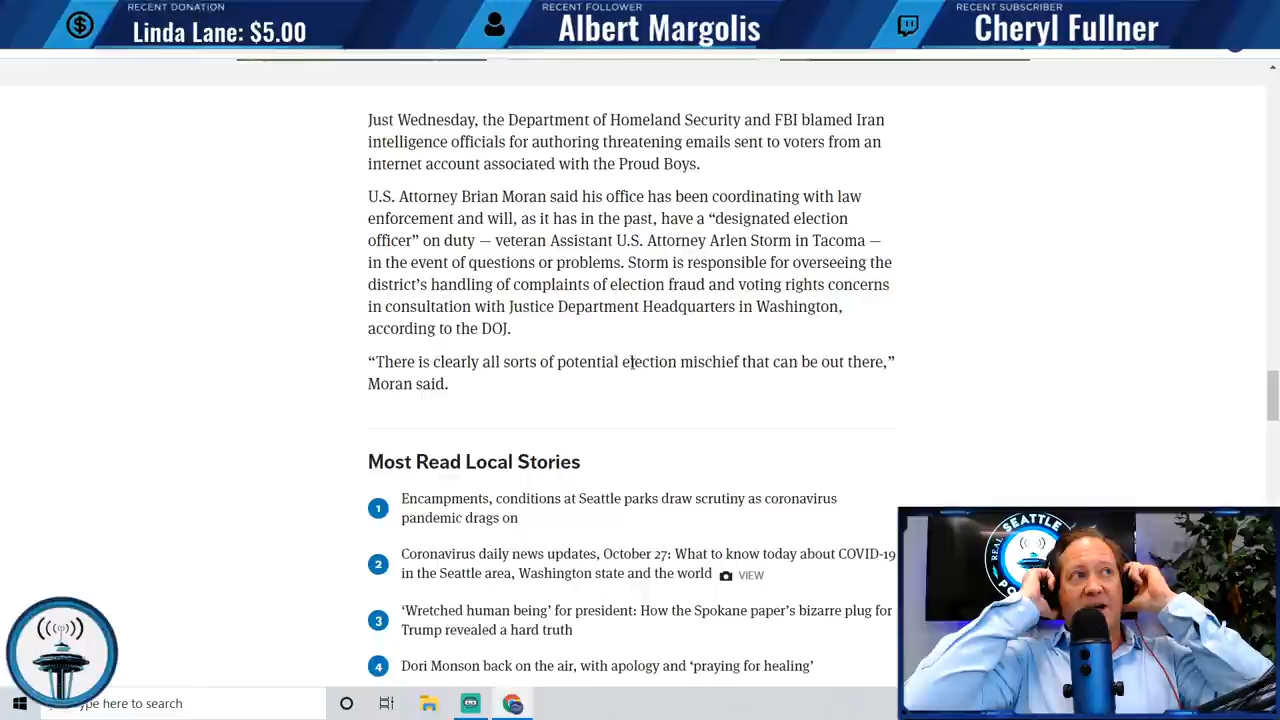 RECENT DONATION
Linda Lane: $5.00
RECENT FOLLOWER
Albert Margolis
RECENT SUBSCRIBER
Cheryl Fullner
Just Wednesday, the Department of Homeland Security and FBI blamed Iran
intelligence officials for authoring threatening emails sent to voters from an
internet account associated with the Proud Boys.
U.S. Attorney Brian Moran said his office has been coordinating with law
enforcement and will, as it has in the past, have a “designated election
officer” on duty — veteran Assistant U.S. Attorney Arlen Storm in Tacoma —
in the event of questions or problems. Storm is responsible for overseeing the
district’s handling of complaints of election fraud and voting rights concerns
in consultation with Justice Department Headquarters in Washington,
according to the DOJ.
“There is clearly all sorts of potential election mischief that can be out there,”
Moran said.
Most Read Local Stories
1 Encampments, conditions at Seattle parks draw scrutiny as coronavirus
pandemic drags on
2 Coronavirus daily news updates, October 27: What to know today about COVID-19
in the Seattle area, Washington state and the world VIEW
3 ‘Wretched human being’ for president: How the Spokane paper’s bizarre plug for
Trump revealed a hard truth
4 Dori Monson back on the air, with apology and ‘praying for healing’
REAL SEATTLE
ype here to search